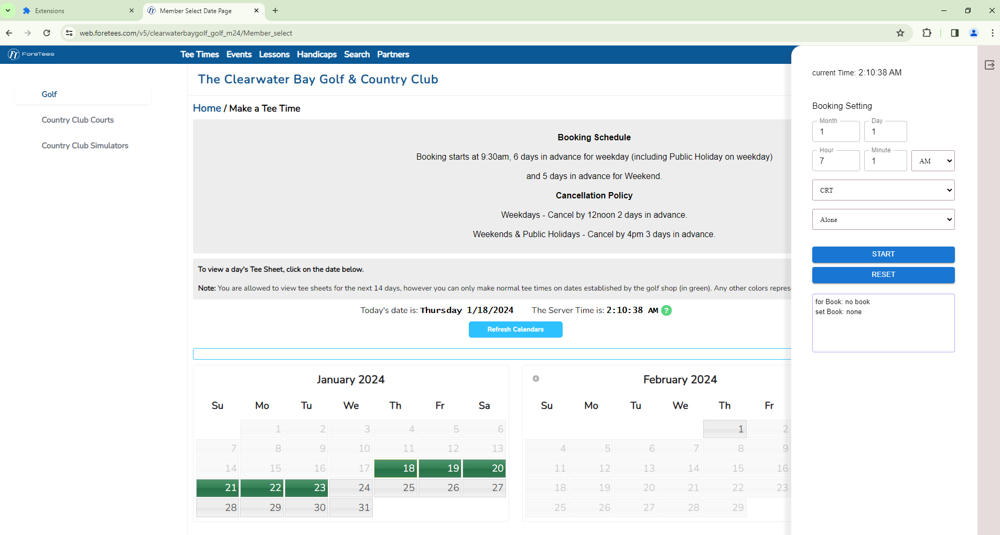 Extensions
Member Select Date Page
web.foretees.com/v5/clearwaterbaygolf_golf_m24/Member_select
FT ForeTees
Tee Times Events Lessons Handicaps Search Partners
Golf
Country Club Courts
Country Club Simulators
The Clearwater Bay Golf & Country Club
Home / Make a Tee Time
Booking Schedule
Booking starts at 9:30am, 6 days in advance for weekday (including Public Holiday on weekday)
and 5 days in advance for Weekend.
Cancellation Policy
Weekdays - Cancel by 12noon 2 days in advance.
Weekends & Public Holidays - Cancel by 4pm 3 days in advance.
To view a day's Tee Sheet, click on the date below.
Note: You are allowed to view tee sheets for the next 14 days, however you can only make normal tee times on dates established by the golf shop (in green). Any other colors repres
Today's date is: Thursday 1/18/2024 The Server Time is: 2:10:38 AM ?
Refresh Calendars
January 2024
Su Mo Tu We Th Fr Sa
1 2 3 4 5 6
7 8 9 10 11 12 13
14 15 16 17 18 19 20
21 22 23 24 25 26 27
28 29 30 31
February 2024
Su Mo Tu We Th Fr
1 2
4 5 6 7 8 9
11 12 13 14 15 16
18 19 20 21 22 23
25 26 27 28 29
current Time: 2:10:38 AM
Booking Setting
Month Day
1 1
Hour Minute
7 1 AM
CRT
Alone
START
RESET
for Book: no book
set Book: none